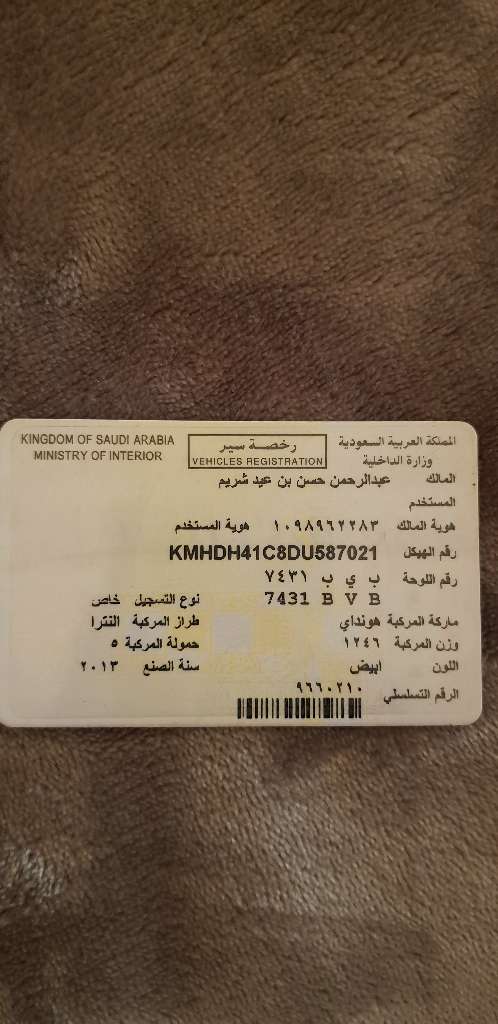 المملكة العربية السعودية رخصة سير KINGDOM OF SAUDI ARABIA
وزارة الداخلية VEHICLES REGISTRATION MINISTRY OF INTERIOR
المالك عبدالرحمن حسن بن عيد شريم
المستخدم
هوية المالك ١٠٩٨٩٦٢٢٨٣ هوية المستخدم
رقم الهيكل KMHDH41C8DU587021
رقم اللوحة ب ي ب ٧٤٣١
7431 B V B نوع التسجيل خاص
ماركة المركبة هونداي طراز المركبة النترا
وزن المركبة ١٢٤٦ حمولة المركبة ٥
اللون ابيض سنة الصنع ٢٠١٣
الرقم التسلسلي ٩٦٦٠٢١٠